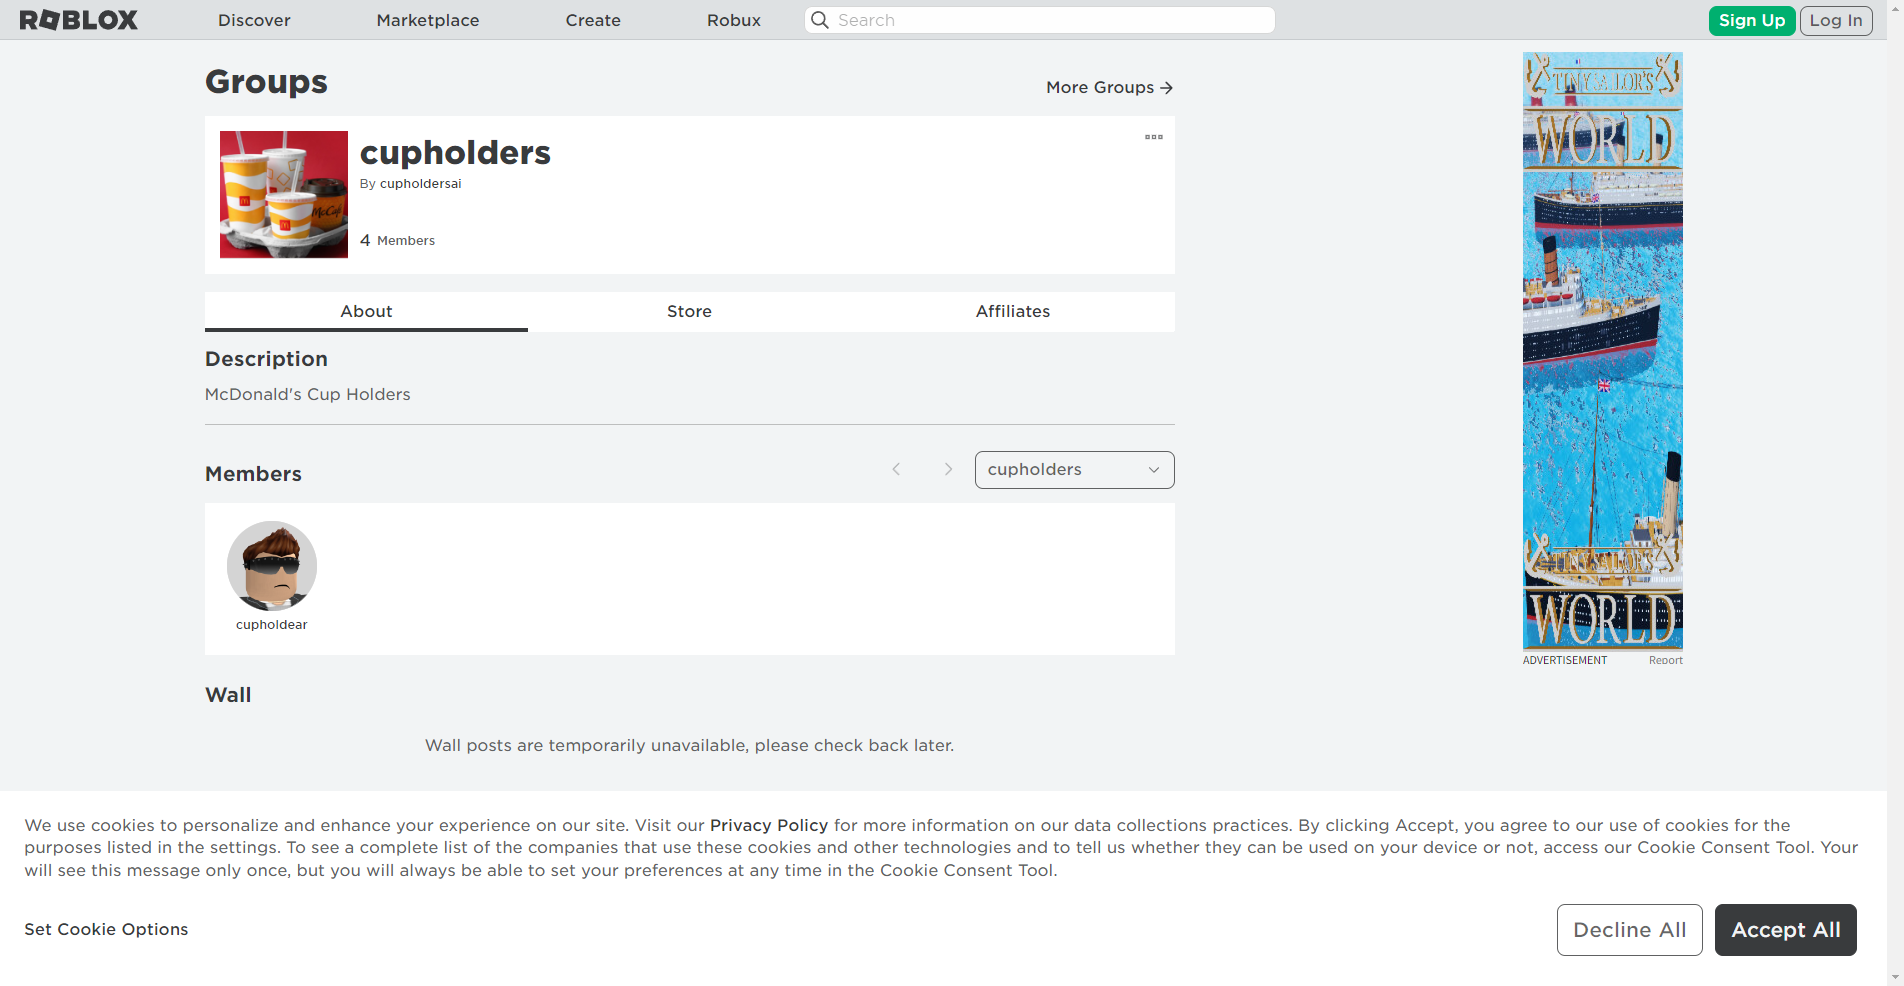 ROBLOX
Discover
Marketplace
Create
Robux
Search
Sign Up
Log In
Groups
More Groups →
cupholders
By cupholdersai
4 Members
McCafé
About
Store
Affiliates
Description
McDonald's Cup Holders
Members
cupholders
cupholdear
Wall
Wall posts are temporarily unavailable, please check back later.
TINYSAILOR'S
WORLD
TINYSAILOR'S
WORLD
ADVERTISEMENT
Report
We use cookies to personalize and enhance your experience on our site. Visit our Privacy Policy for more information on our data collections practices. By clicking Accept, you agree to our use of cookies for the
purposes listed in the settings. To see a complete list of the companies that use these cookies and other technologies and to tell us whether they can be used on your device or not, access our Cookie Consent Tool. Your
will see this message only once, but you will always be able to set your preferences at any time in the Cookie Consent Tool.
Set Cookie Options
Decline All
Accept All